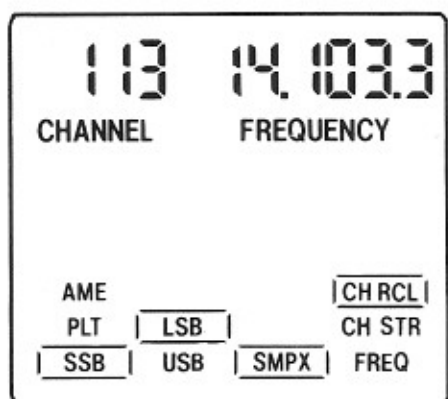 113 14.103.3
CHANNEL FREQUENCY
AME CH RCL
PLT LSB CH STR
SSB USB SMPX FREQ